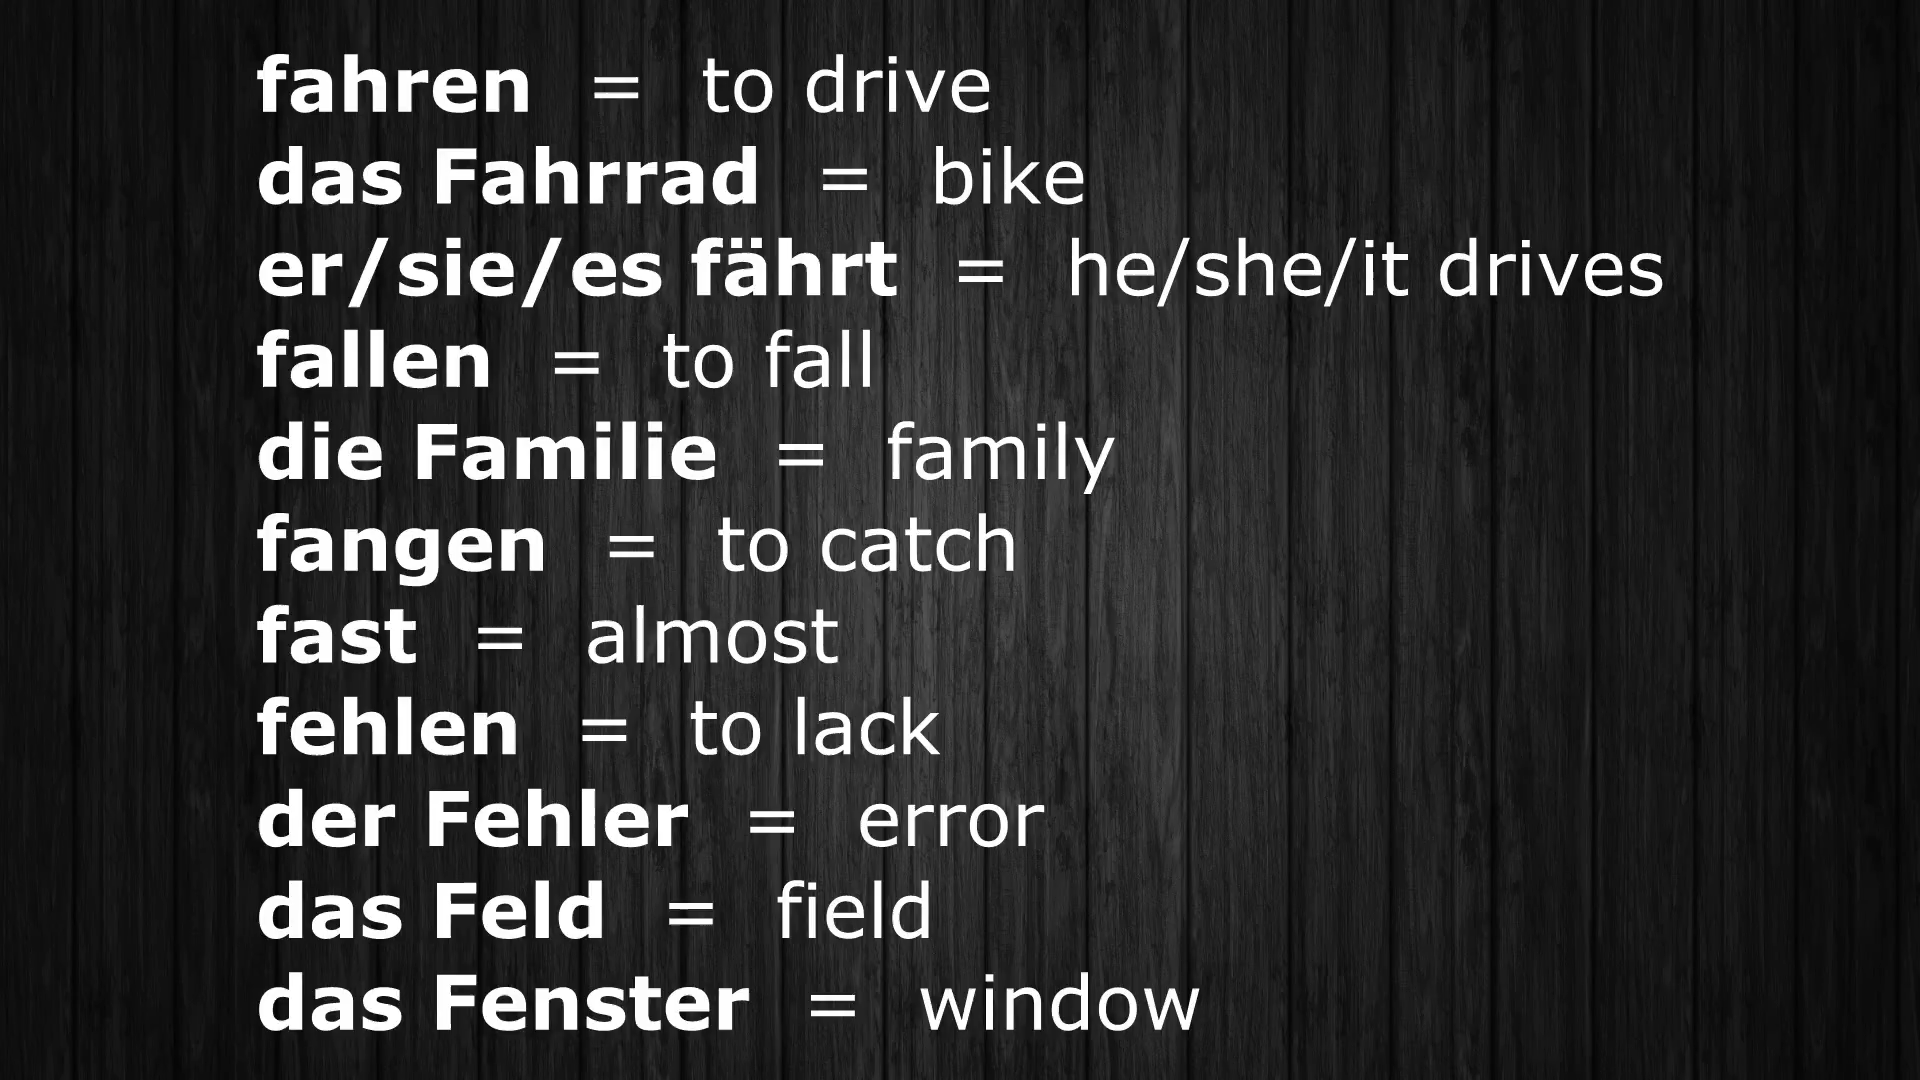 fahren = to drive
das Fahrrad = bike
er/sie/es fährt = he/she/it drives
fallen = to fall
die Familie = family
fangen = to catch
fast = almost
fehlen = to lack
der Fehler = error
das Feld = field
das Fenster = window